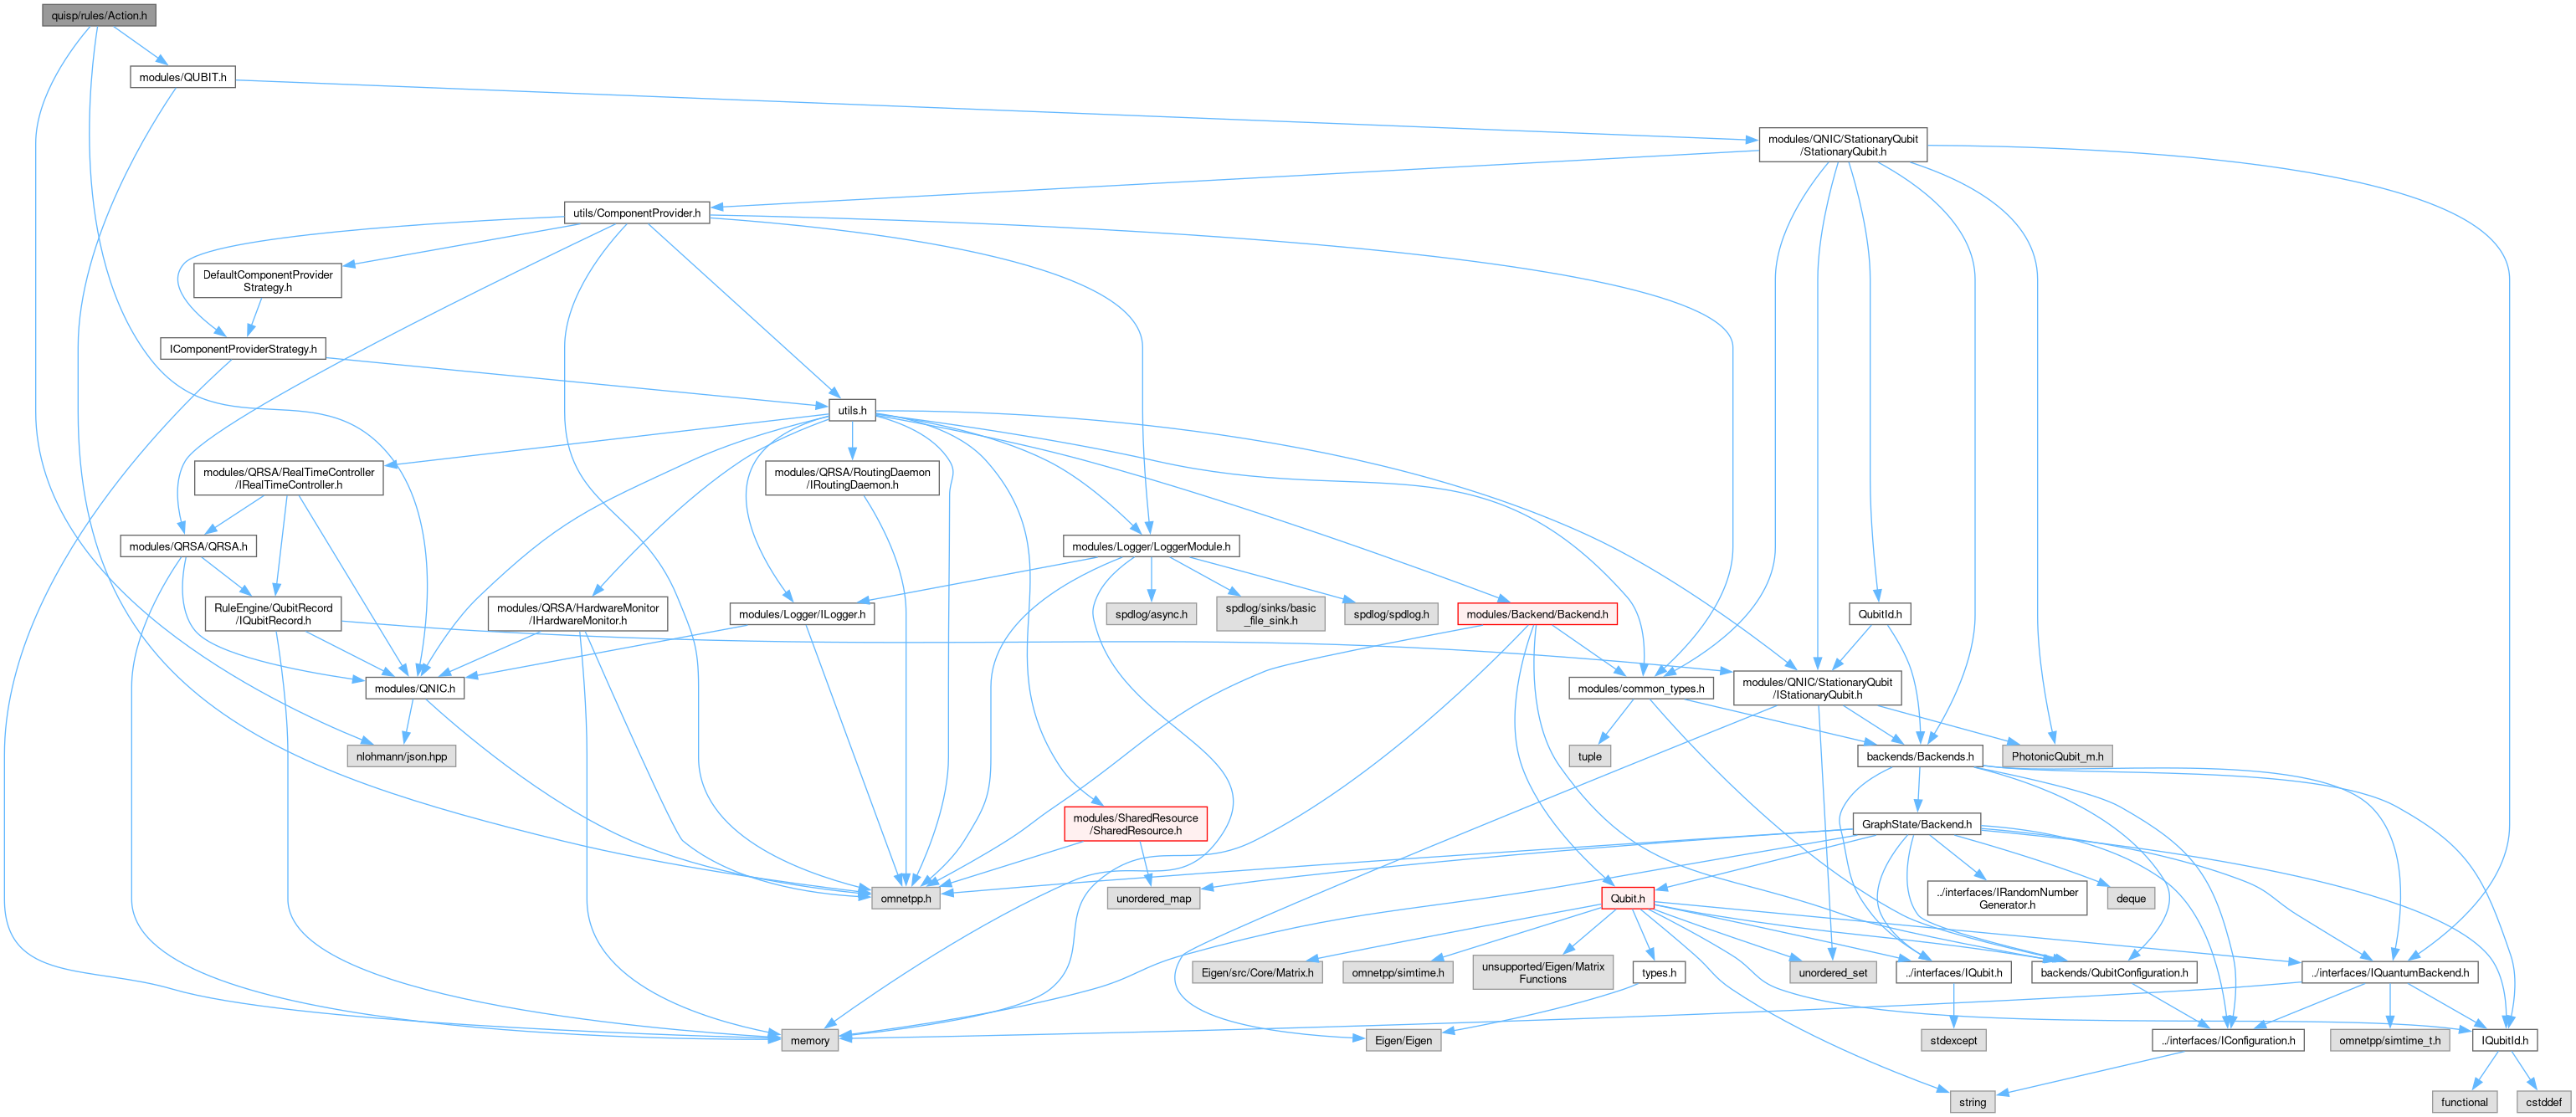 quisp/rules/Action.h
modules/QUBIT.h
modules/QNIC/StationaryQubit
/StationaryQubit.h
utils/ComponentProvider.h
DefaultComponentProvider
Strategy.h
IComponentProviderStrategy.h
utils.h
modules/QRSA/RealTimeController
/IRealTimeController.h
modules/QRSA/RoutingDaemon
/IRoutingDaemon.h
modules/QRSA/QRSA.h
modules/Logger/LoggerModule.h
RuleEngine/QubitRecord
/IQubitRecord.h
modules/QRSA/HardwareMonitor
/IHardwareMonitor.h
modules/Logger/ILogger.h
spdlog/async.h
spdlog/sinks/basic
_file_sink.h
spdlog/spdlog.h
modules/Backend/Backend.h
QubitId.h
modules/QNIC.h
modules/common_types.h
modules/QNIC/StationaryQubit
/IStationaryQubit.h
nlohmann/json.hpp
tuple
backends/Backends.h
PhotonicQubit_m.h
modules/SharedResource
/SharedResource.h
GraphState/Backend.h
omnetpp.h
unordered_map
Qubit.h
../interfaces/IRandomNumber
Generator.h
deque
Eigen/src/Core/Matrix.h
omnetpp/simtime.h
unsupported/Eigen/Matrix
Functions
types.h
unordered_set
../interfaces/IQubit.h
backends/QubitConfiguration.h
../interfaces/IQuantumBackend.h
memory
Eigen/Eigen
stdexcept
../interfaces/IConfiguration.h
omnetpp/simtime_t.h
IQubitId.h
string
functional
cstddef